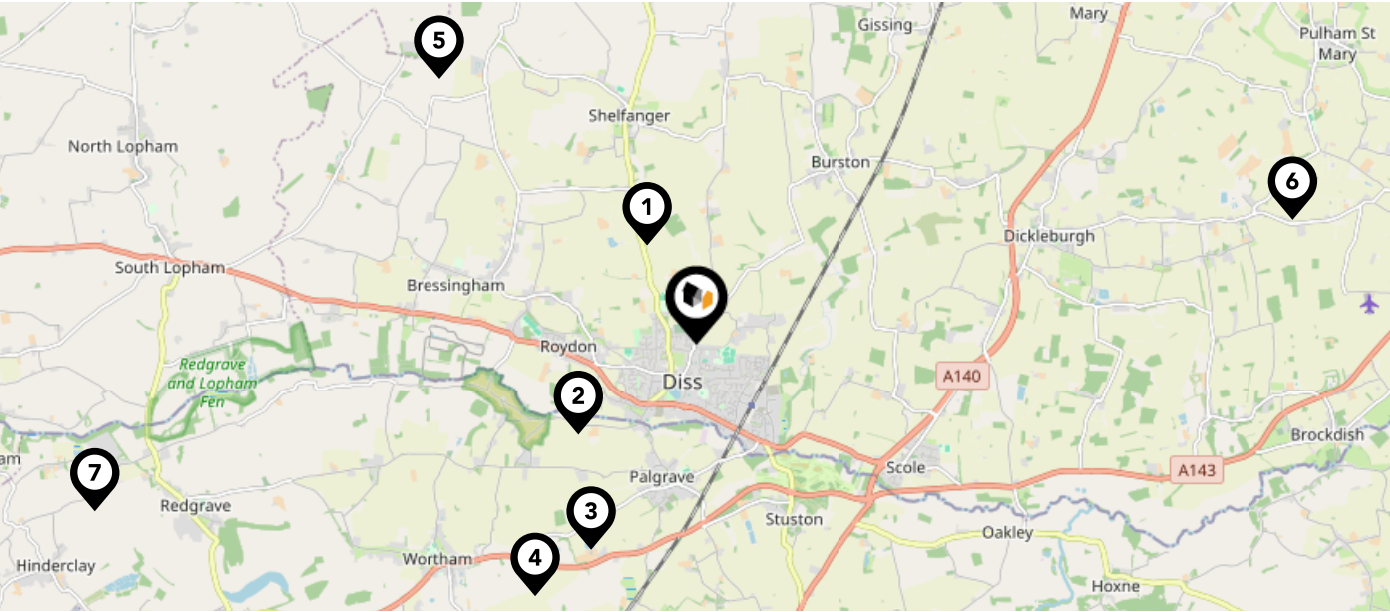 Gissing
Mary
Pulham St
Mary
5
Shelfanger
North Lopham
Burston
6
1
Dickleburgh
South Lopham
Bressingham
Roydon
Redgrave
and Lopham
Fen
Diss
A140
2
Brockdish
am
7
Palgrave
Scole
A143
Redgrave
3
Stuston
Oakley
4
Wortham
Hinderclay
Hoxne